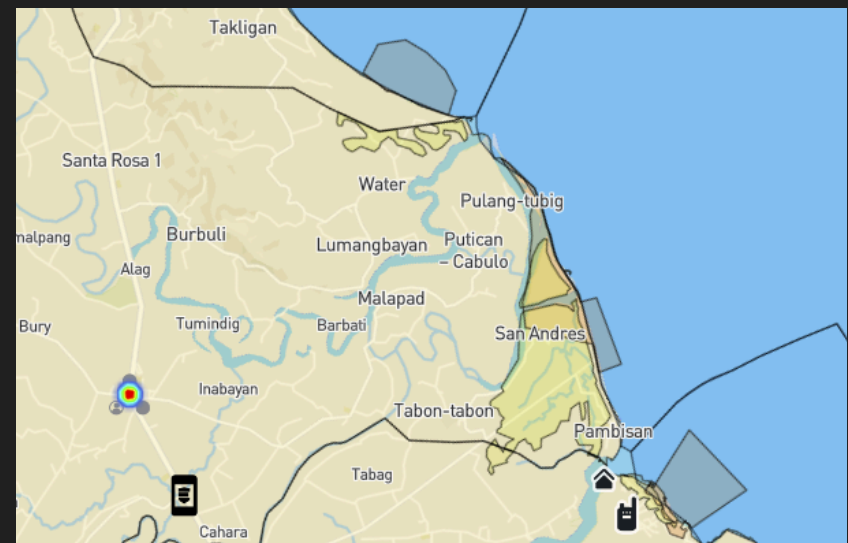 Takligan
Santa Rosa 1
Water
Pulang-tubig
malpang
Burbuli
Lumangbayan
Putican
– Cabulo
Alag
Malapad
Bury
Tumindig
Barbati
San Andres
Inabayan
Tabon-tabon
Pambisan
Tabag
Cahara